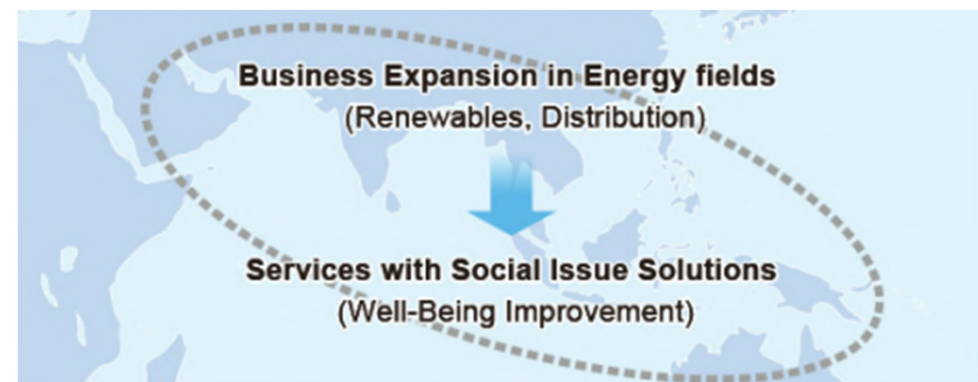 Business Expansion in Energy fields
(Renewables, Distribution)
Services with Social Issue Solutions
(Well-Being Improvement)